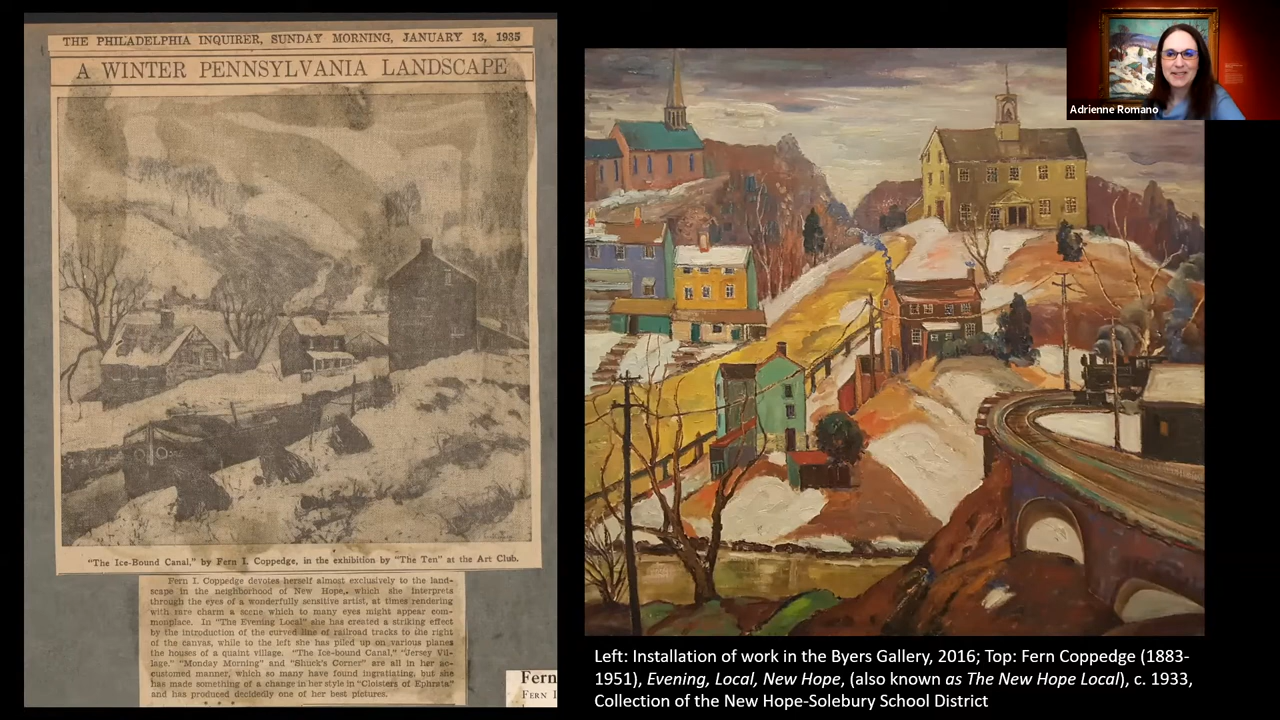 THE PHILADELPHIA INQUIRER, SUNDAY MORNING, JANUARY 13, 1935
A WINTER PENNSYLVANIA LANDSCAPE
"The Ice-Bound Canal," by Fern I. Coppedge, in the exhibition by "The Ten" at the Art Club.
Fern I. Coppedge devotes herself almost exclusively to the land-
scape in the neighborhood of New Hope, which she interprets
through the eyes of a wonderfully sensitive artist, at times rendering
with rare charm a scene which to many eyes might appear com-
monplace. In "The Evening Local" she has created a striking effect
by the introduction of the curved line of railroad tracks to the right
of the canvas, while to the left she has piled up on various planes
the houses of a quaint village. "The Ice-bound Canal," "Jersey Vil-
lage," "Monday Morning" and "Shuck's Corner" are all in her ac-
customed manner, which so many have found ingratiating, but she
has made something of a change in her style in "Cloisters of Ephrata"
and has produced decidedly one of her best pictures.
Fern
FERN I
Adrienne Romano
Left: Installation of work in the Byers Gallery, 2016; Top: Fern Coppedge (1883-
1951), Evening, Local, New Hope, (also known as The New Hope Local), c. 1933,
Collection of the New Hope-Solebury School District